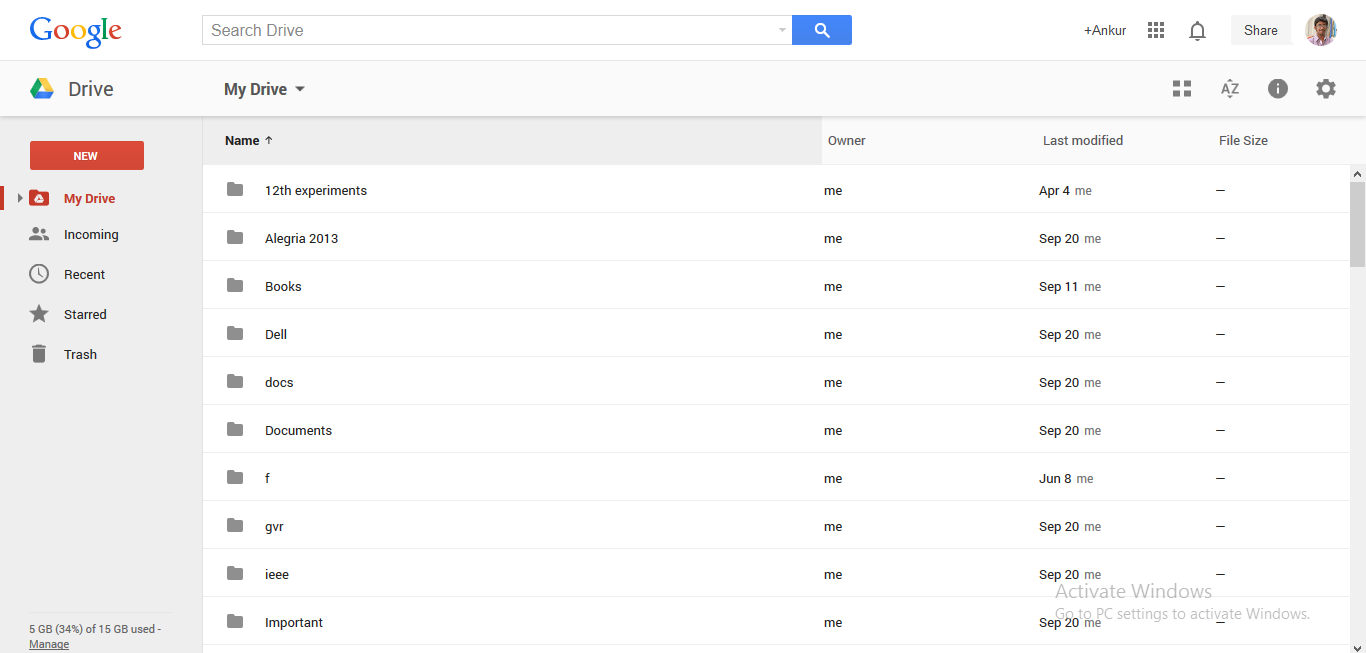 Google Search Drive +Ankur Share
Drive My Drive AZ
NEW
Name ↑ Owner Last modified File Size
My Drive
Incoming
Recent
Starred
Trash
12th experiments me Apr 4 me —
Alegria 2013 me Sep 20 me —
Books me Sep 11 me —
Dell me Sep 20 me —
docs me Sep 20 me —
Documents me Sep 20 me —
f me Jun 8 me —
gvr me Sep 20 me —
ieee me Sep 20 me —
Important me Sep 20 me —
Activate Windows
Go to PC settings to activate Windows.
5 GB (34%) of 15 GB used -
Manage